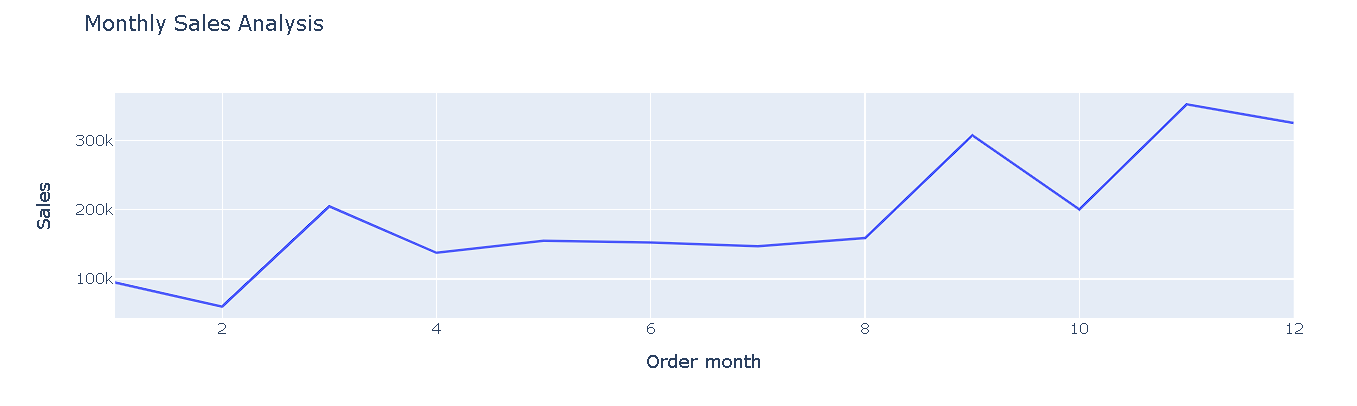 Monthly Sales Analysis
300k
200k
100k
Sales
2 4 6 8 10 12
Order month